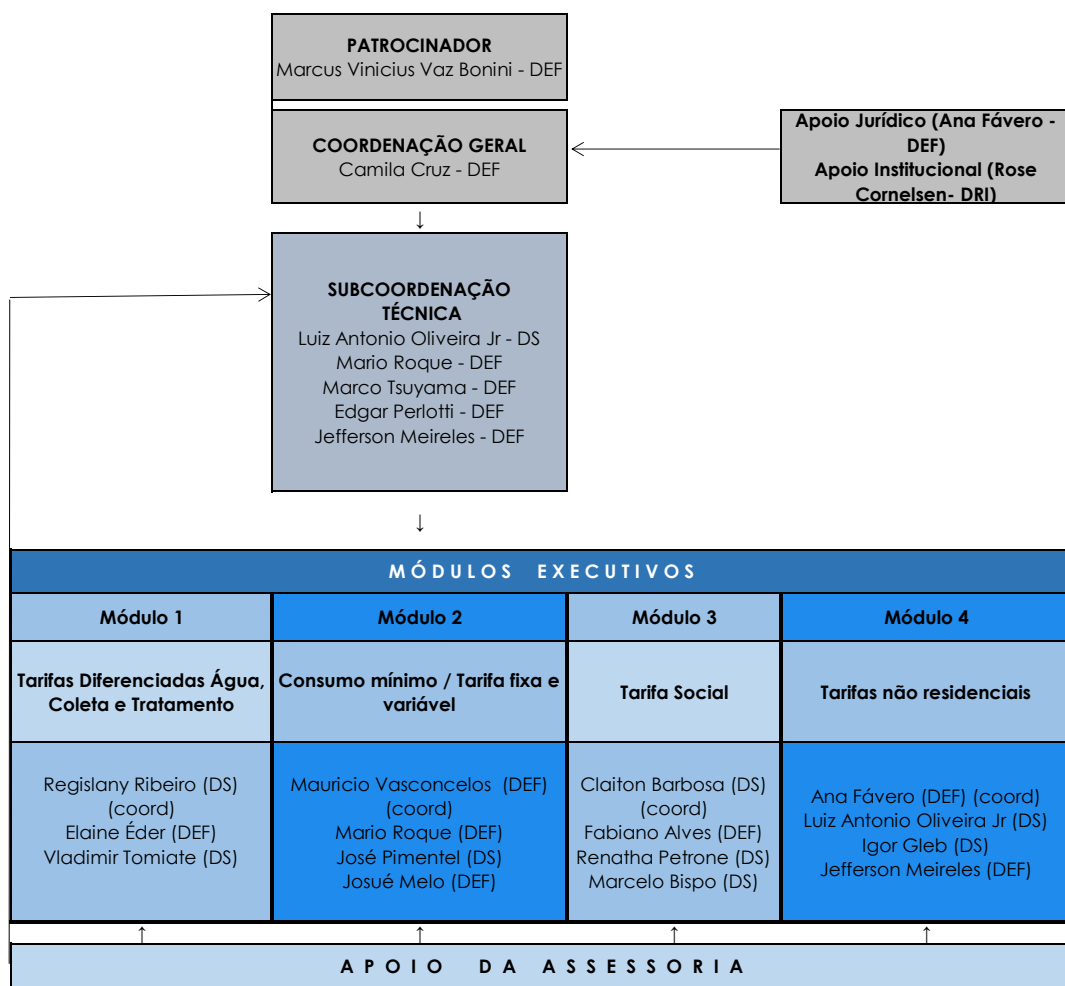 PATROCINADOR
Marcus Vinicius Vaz Bonini - DEF
COORDENAÇÃO GERAL
Camila Cruz - DEF
Apoio Jurídico (Ana Fávero -
DEF)
Apoio Institucional (Rose
Cornelsen- DRI)
↓
SUBCOORDENAÇÃO
TÉCNICA
Luiz Antonio Oliveira Jr - DS
Mario Roque - DEF
Marco Tsuyama - DEF
Edgar Perlotti - DEF
Jefferson Meireles - DEF
↓
MÓDULOS EXECUTIVOS
Módulo 1
Módulo 2
Módulo 3
Módulo 4
Tarifas Diferenciadas Água,
Coleta e Tratamento
Consumo mínimo / Tarifa fixa e
variável
Tarifa Social
Tarifas não residenciais
Regislany Ribeiro (DS)
(coord)
Elaine Éder (DEF)
Vladimir Tomiate (DS)
Mauricio Vasconcelos (DEF)
(coord)
Mario Roque (DEF)
José Pimentel (DS)
Josué Melo (DEF)
Claiton Barbosa (DS)
(coord)
Fabiano Alves (DEF)
Renatha Petrone (DS)
Marcelo Bispo (DS)
Ana Fávero (DEF) (coord)
Luiz Antonio Oliveira Jr (DS)
Igor Gleb (DS)
Jefferson Meireles (DEF)
↑ ↑ ↑ ↑
APOIO DA ASSESSORIA